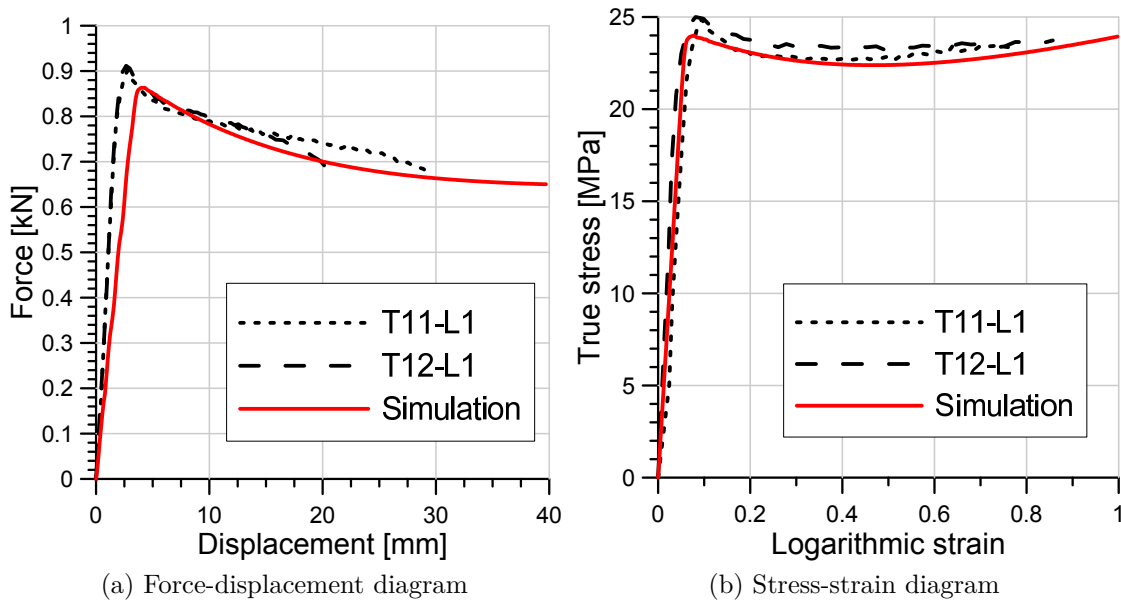 1
0.9
0.8
0.7
0.6
0.5
0.4
0.3
0.2
0.1
0
Force [kN]
T11-L1
T12-L1
Simulation
0 10 20 30 40
Displacement [mm]
(a) Force-displacement diagram
25
20
15
10
5
0
True stress [MPa]
T11-L1
T12-L1
Simulation
0 0.2 0.4 0.6 0.8 1
Logarithmic strain
(b) Stress-strain diagram